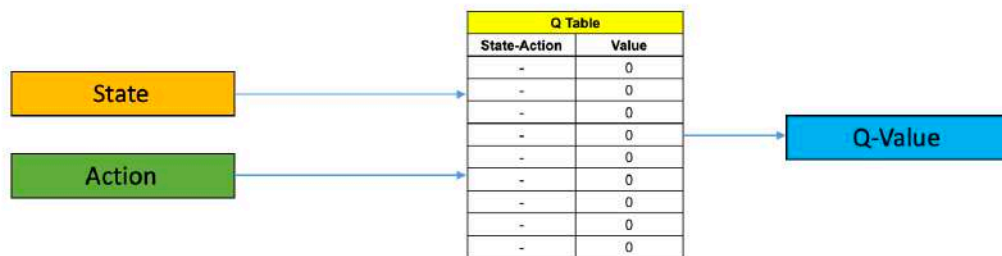 Q Table
State-Action Value
- 0
- 0
- 0
- 0
- 0
- 0
- 0
- 0
- 0
State
Action
Q-Value